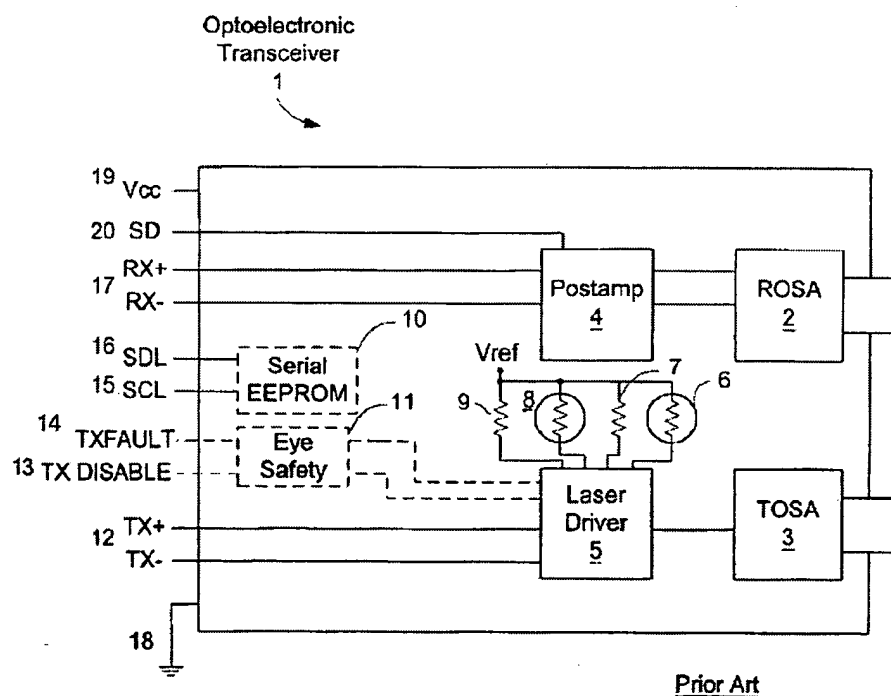 Optoelectronic
Transceiver
1
19 Vcc
20 SD
17 RX+
RX-
Postamp
4
ROSA
2
10
16 SDL
15 SCL
Serial
EEPROM
Vref
9
8
7
6
11
14 TXFAULT
13 TX DISABLE
Eye
Safety
12 TX+
TX-
Laser
Driver
5
TOSA
3
18
Prior Art